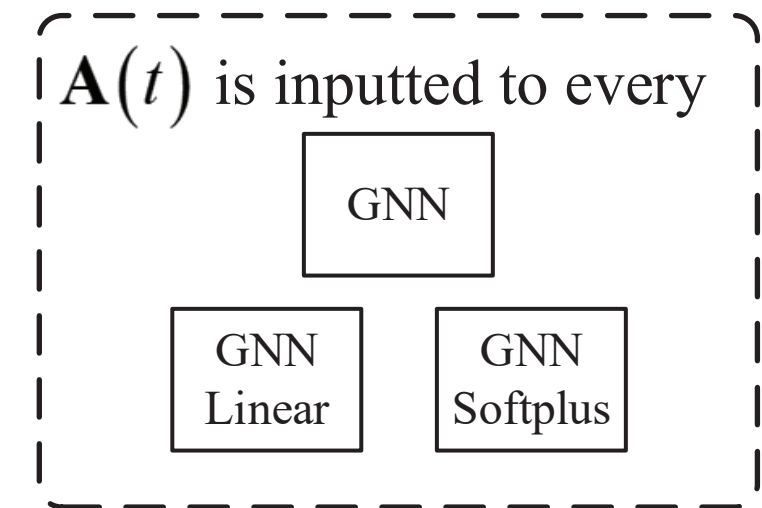 A(t) is inputted to every
GNN
GNN
Linear
GNN
Softplus